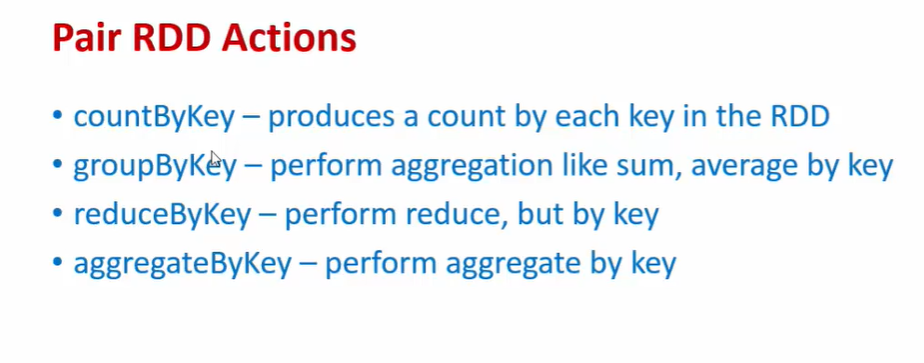 Pair RDD Actions
• countByKey – produces a count by each key in the RDD
• groupByKey – perform aggregation like sum, average by key
• reduceByKey – perform reduce, but by key
• aggregateByKey – perform aggregate by key